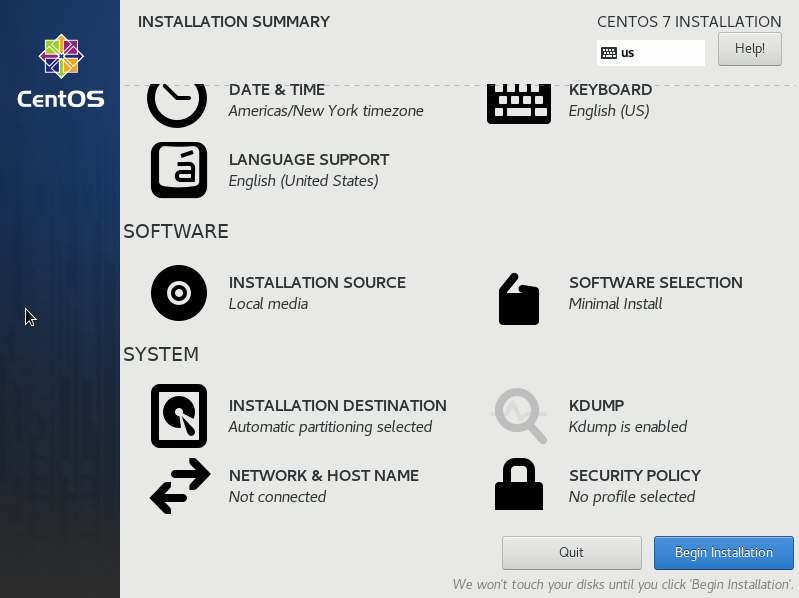 INSTALLATION SUMMARY
CENTOS 7 INSTALLATION
us
Help!
CentOS
DATE & TIME
Americas/New York timezone
KEYBOARD
English (US)
á
LANGUAGE SUPPORT
English (United States)
SOFTWARE
INSTALLATION SOURCE
Local media
SOFTWARE SELECTION
Minimal Install
SYSTEM
INSTALLATION DESTINATION
Automatic partitioning selected
KDUMP
Kdump is enabled
NETWORK & HOST NAME
Not connected
SECURITY POLICY
No profile selected
Quit
Begin Installation
We won't touch your disks until you click 'Begin Installation'.